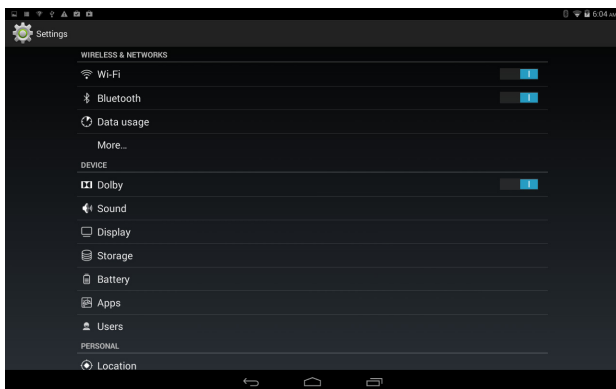 6:04 AM
Settings
WIRELESS & NETWORKS
Wi-Fi
Bluetooth
Data usage
More...
DEVICE
Dolby
Sound
Display
Storage
Battery
Apps
Users
PERSONAL
Location